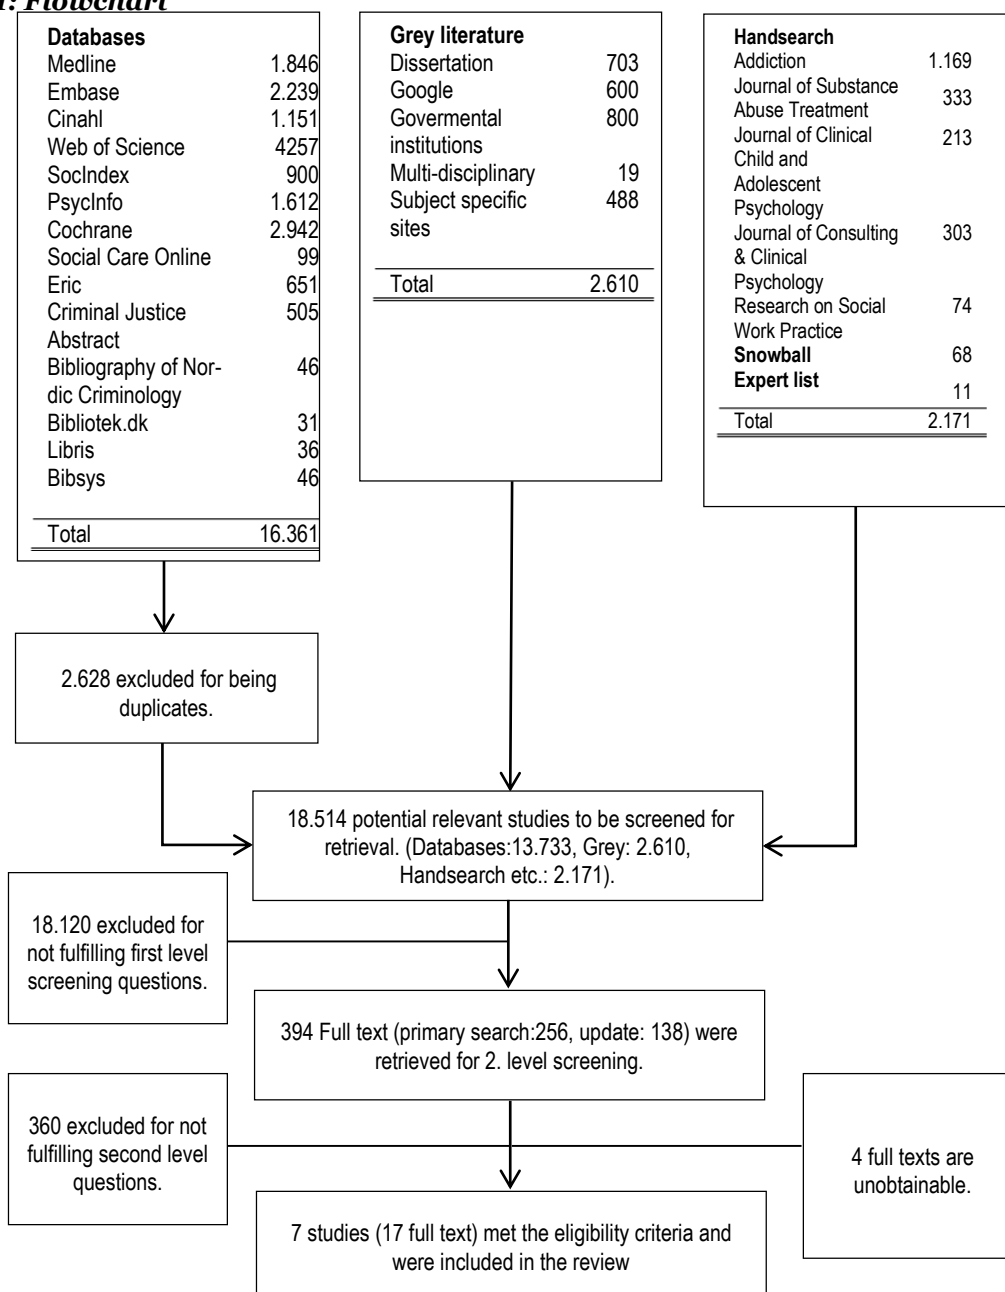 1: Flowchart
Databases
Medline 1.846
Embase 2.239
Cinahl 1.151
Web of Science 4257
SocIndex 900
PsycInfo 1.612
Cochrane 2.942
Social Care Online 99
Eric 651
Criminal Justice 505
Abstract
Bibliography of Nor- 46
dic Criminology
Bibliotek.dk 31
Libris 36
Bibsys 46
Total 16.361
Grey literature
Dissertation 703
Google 600
Govermental 800
institutions
Multi-disciplinary 19
Subject specific 488
sites
Total 2.610
Handsearch
Addiction 1.169
Journal of Substance 333
Abuse Treatment
Journal of Clinical 213
Child and
Adolescent
Psychology
Journal of Consulting 303
& Clinical
Psychology
Research on Social 74
Work Practice
Snowball 68
Expert list 11
Total 2.171
2.628 excluded for being
duplicates.
18.514 potential relevant studies to be screened for
retrieval. (Databases:13.733, Grey: 2.610,
Handsearch etc.: 2.171).
18.120 excluded for
not fulfilling first level
screening questions.
394 Full text (primary search:256, update: 138) were
retrieved for 2. level screening.
360 excluded for not
fulfilling second level
questions.
4 full texts are
unobtainable.
7 studies (17 full text) met the eligibility criteria and
were included in the review